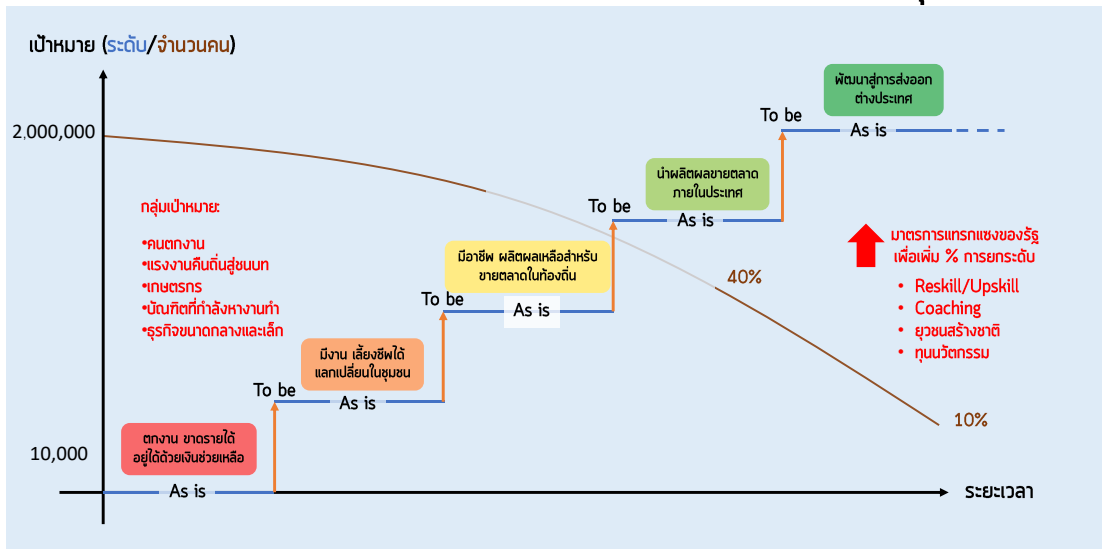 เป้าหมาย (ระดับ/จำนวนคน)
2,000,000
10,000
กลุ่มเป้าหมาย:
•คนตกงาน
•แรงงานคืนถิ่นสู่ชนบท
•เกษตรกร
•บัณฑิตที่กำลังหางานทำ
•ธุรกิจขนาดกลางและเล็ก
ตกงาน ขาดรายได้
อยู่ได้ด้วยเงินช่วยเหลือ
As is
To be
มีงาน เลี้ยงชีพได้
แลกเปลี่ยนในชุมชน
As is
To be
มีอาชีพ ผลิตผลเหลือสำหรับ
ขายตลาดในท้องถิ่น
As is
To be
นำผลิตผลขายตลาด
ภายในประเทศ
As is
To be
พัฒนาสู่การส่งออก
ต่างประเทศ
As is
40%
10%
มาตรการแทรกแซงของรัฐ
เพื่อเพิ่ม % การยกระดับ
• Reskill/Upskill
• Coaching
• ยุวชนสร้างชาติ
• ทุนนวัตกรรม
ระยะเวลา